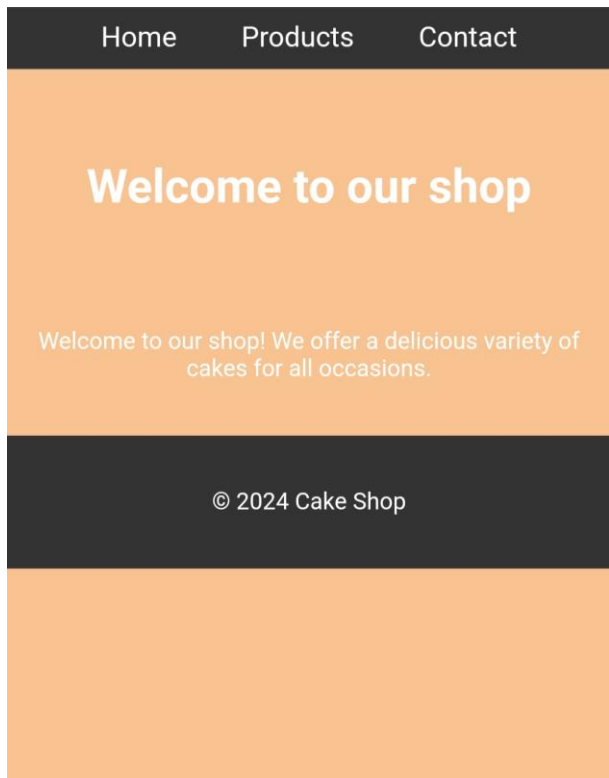 Home Products Contact
Welcome to our shop
Welcome to our shop! We offer a delicious variety of
cakes for all occasions.
© 2024 Cake Shop